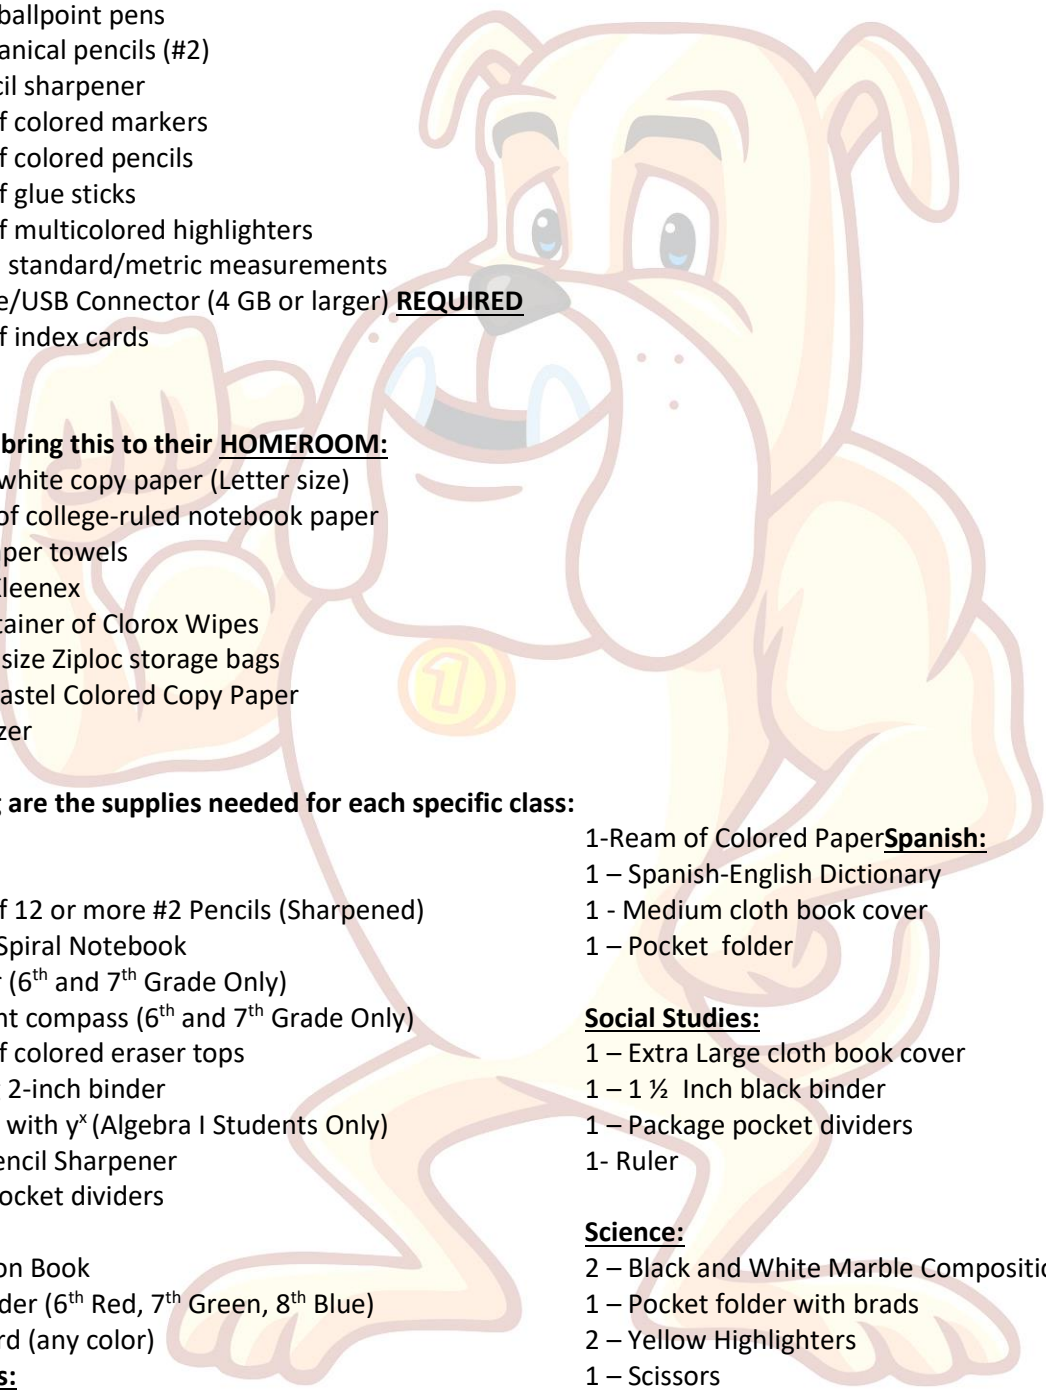 ballpoint pens
anical pencils (#2)
cil sharpener
f colored markers
f colored pencils
f glue sticks
f multicolored highlighters
standard/metric measurements
e/USB Connector (4 GB or larger) REQUIRED
f index cards
bring this to their HOMEROOM:
white copy paper (Letter size)
of college-ruled notebook paper
aper towels
Kleenex
tainer of Clorox Wipes
size Ziploc storage bags
astel Colored Copy Paper
zer
g are the supplies needed for each specific class:
f 12 or more #2 Pencils (Sharpened)
Spiral Notebook
r (6th and 7th Grade Only)
nt compass (6th and 7th Grade Only)
f colored eraser tops
g 2-inch binder
with yx (Algebra I Students Only)
encil Sharpener
ocket dividers
on Book
der (6th Red, 7th Green, 8th Blue)
rd (any color)
s:
1-Ream of Colored PaperSpanish:
1 – Spanish-English Dictionary
1 - Medium cloth book cover
1 – Pocket folder
Social Studies:
1 – Extra Large cloth book cover
1 – 1 ½ Inch black binder
1 – Package pocket dividers
1- Ruler
Science:
2 – Black and White Marble Compositio
1 – Pocket folder with brads
2 – Yellow Highlighters
1 – Scissors
1